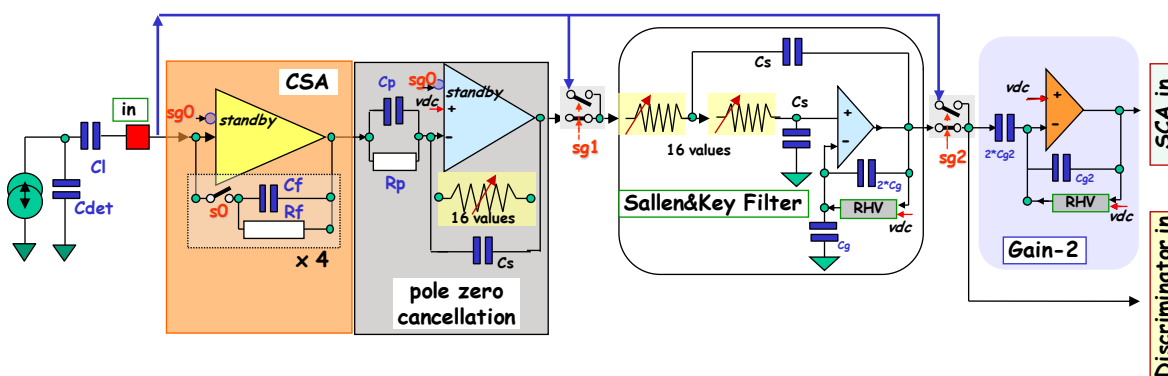 in
Cl
Cdet
CSA
sg0
standby
s0
Cf
Rf
x 4
Cp
sg0
standby
vdc
+
-
Rp
16 values
Cs
pole zero
cancellation
sg1
Cs
Cs
16 values
+
-
2*Cg
RHV
vdc
Cg
Sallen&Key Filter
sg2
2*Cg2
vdc
+
-
Cg2
RHV
vdc
Gain-2
SCA in
Discriminator in